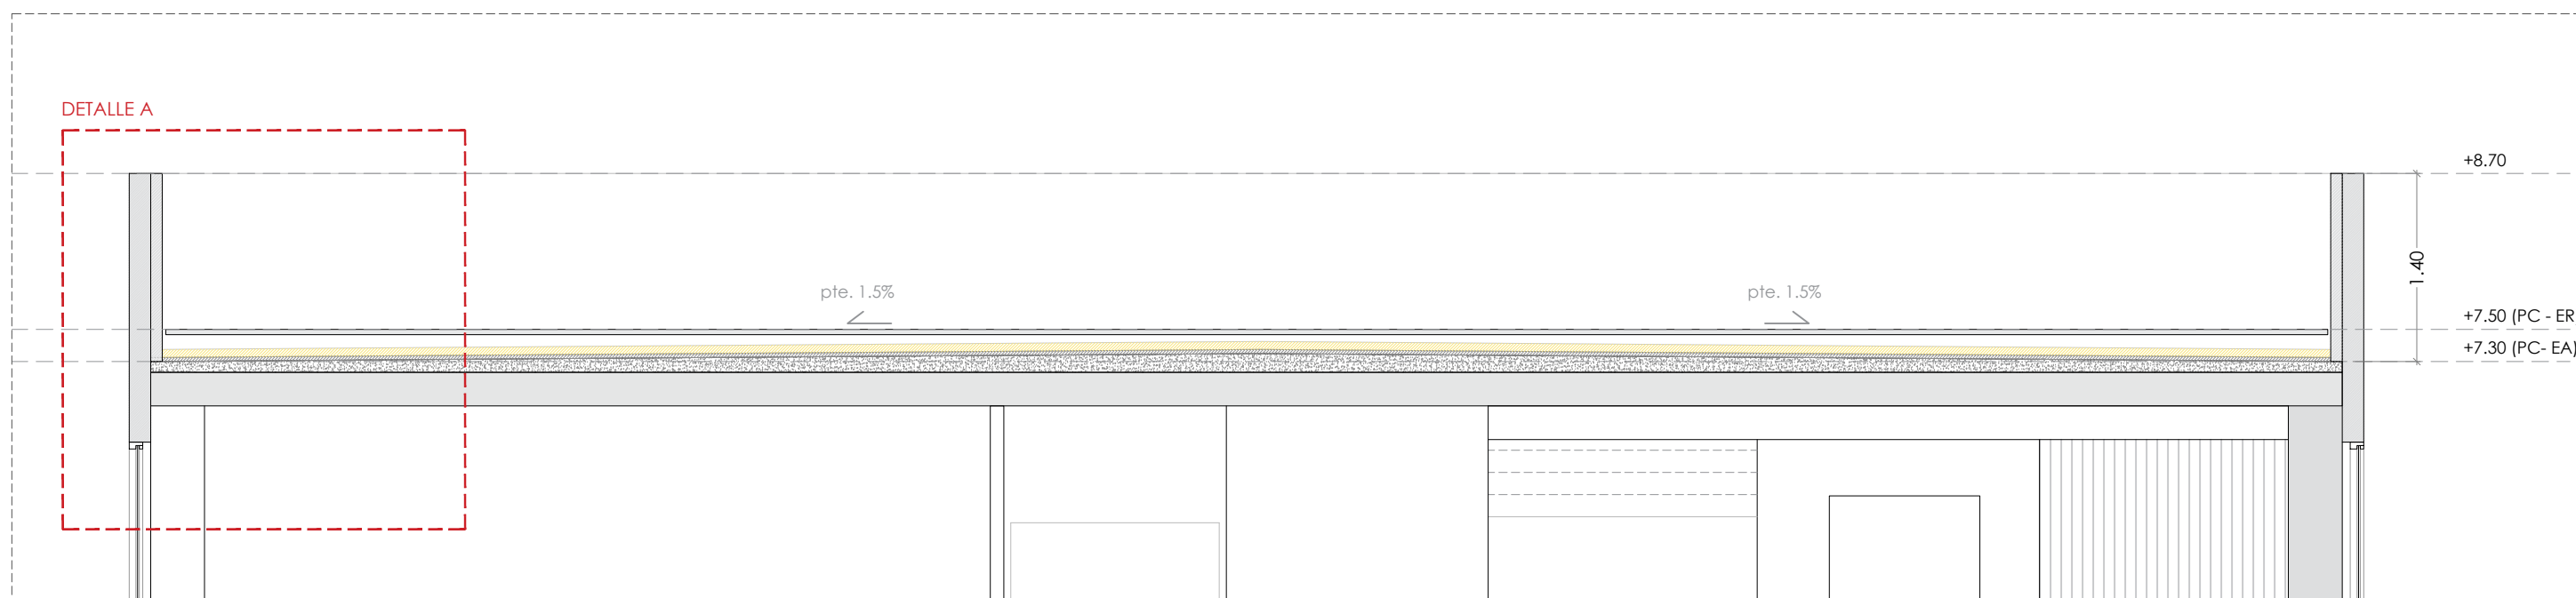 DETALLE A
+8.70
1.40
pte. 1.5%
pte. 1.5%
+7.50 (PC - ER
+7.30 (PC- EA)